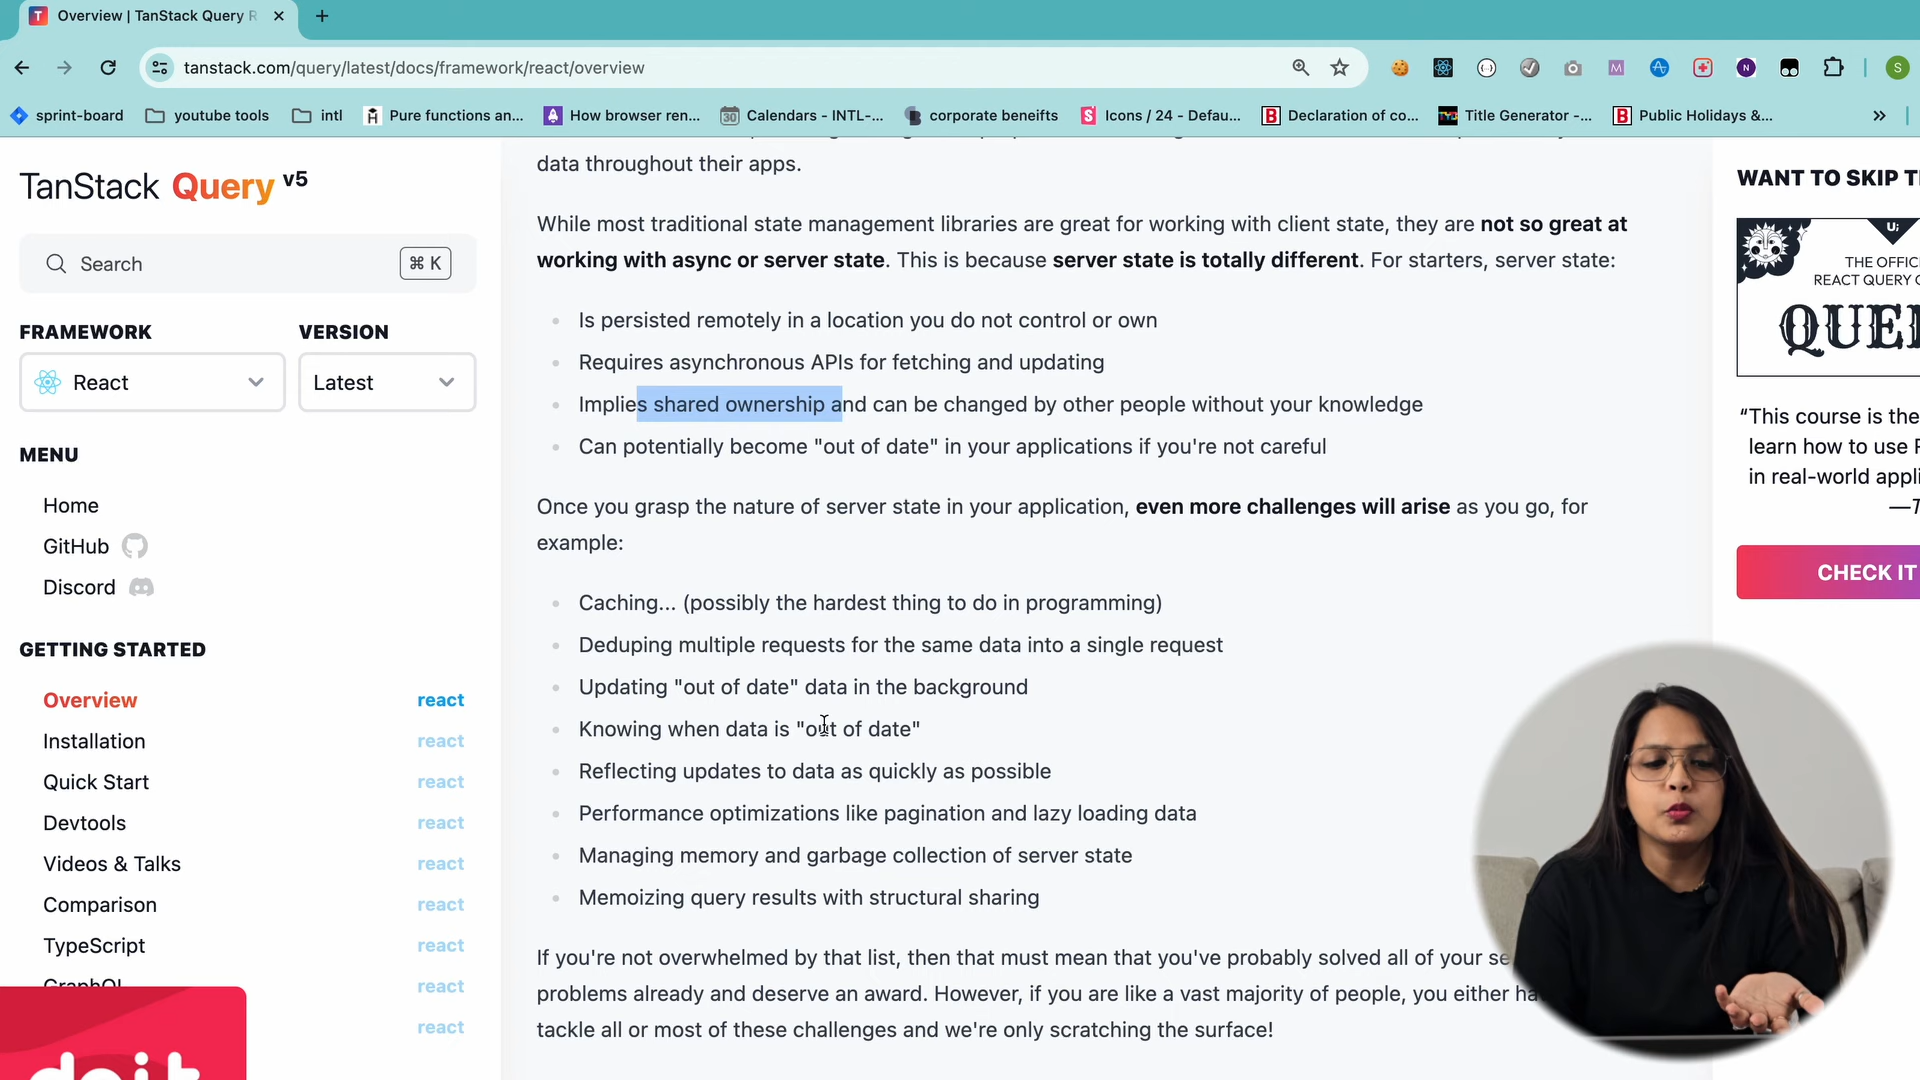 Overview | TanStack Query R
tanstack.com/query/latest/docs/framework/react/overview
S
sprint-board
youtube tools
intl
Pure functions an...
How browser ren...
Calendars - INTL-...
corporate beneifts
Icons / 24 - Defau...
Declaration of co...
Title Generator -...
Public Holidays &...
TanStack Query v5
Search ⌘ K
FRAMEWORK VERSION
React Latest
MENU
Home
GitHub
Discord
GETTING STARTED
Overview react
Installation react
Quick Start react
Devtools react
Videos & Talks react
Comparison react
TypeScript react
GraphQL react
react
data throughout their apps.
While most traditional state management libraries are great for working with client state, they are not so great at
working with async or server state. This is because server state is totally different. For starters, server state:
Is persisted remotely in a location you do not control or own
Requires asynchronous APIs for fetching and updating
Implies shared ownership and can be changed by other people without your knowledge
Can potentially become "out of date" in your applications if you're not careful
Once you grasp the nature of server state in your application, even more challenges will arise as you go, for
example:
Caching... (possibly the hardest thing to do in programming)
Deduping multiple requests for the same data into a single request
Updating "out of date" data in the background
Knowing when data is "out of date"
Reflecting updates to data as quickly as possible
Performance optimizations like pagination and lazy loading data
Managing memory and garbage collection of server state
Memoizing query results with structural sharing
If you're not overwhelmed by that list, then that must mean that you've probably solved all of your se
problems already and deserve an award. However, if you are like a vast majority of people, you either ha
tackle all or most of these challenges and we're only scratching the surface!
WANT TO SKIP T
ui;
THE OFFIC
REACT QUERY C
QUE
“This course is the
learn how to use
in real-world appli
CHECK IT